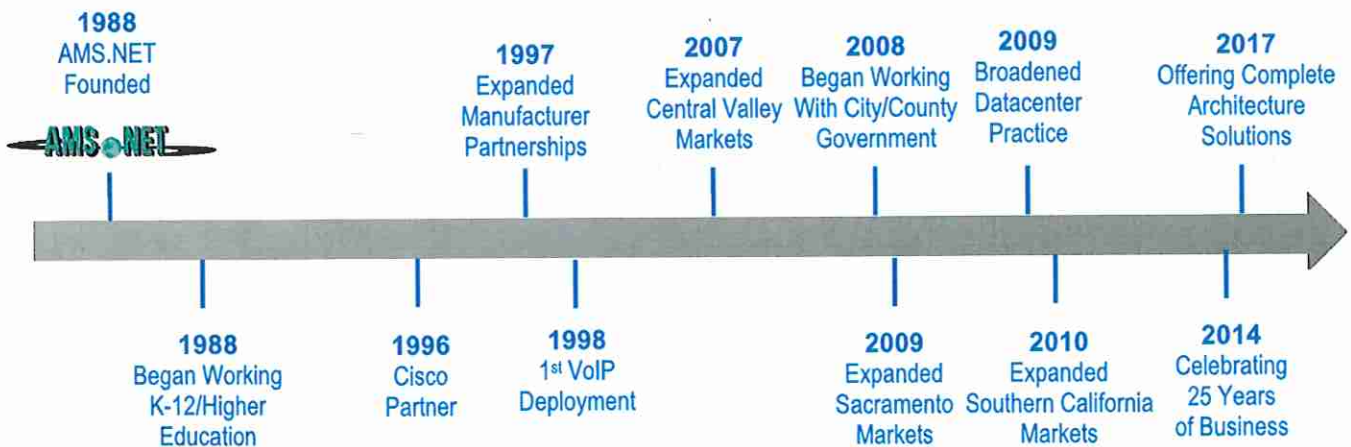 1988
AMS.NET
Founded
AMS.NET
1997
Expanded
Manufacturer
Partnerships
2007
Expanded
Central Valley
Markets
2008
Began Working
With City/County
Government
2009
Broadened
Datacenter
Practice
2017
Offering Complete
Architecture
Solutions
1988
Began Working
K-12/Higher
Education
1996
Cisco
Partner
1998
1st VoIP
Deployment
2009
Expanded
Sacramento
Markets
2010
Expanded
Southern California
Markets
2014
Celebrating
25 Years
of Business